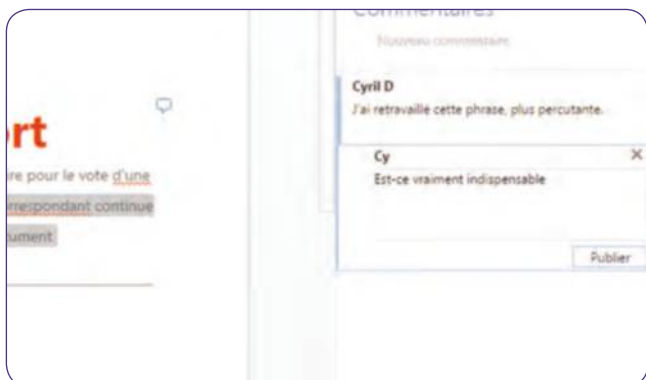 Commentaires
Nouveau commentaire
Cyril D
J'ai retravaillé cette phrase, plus percutante.
Cy
Est-ce vraiment indispensable
Publier
rt
re pour le vote d'une
rrespondant continue
ument